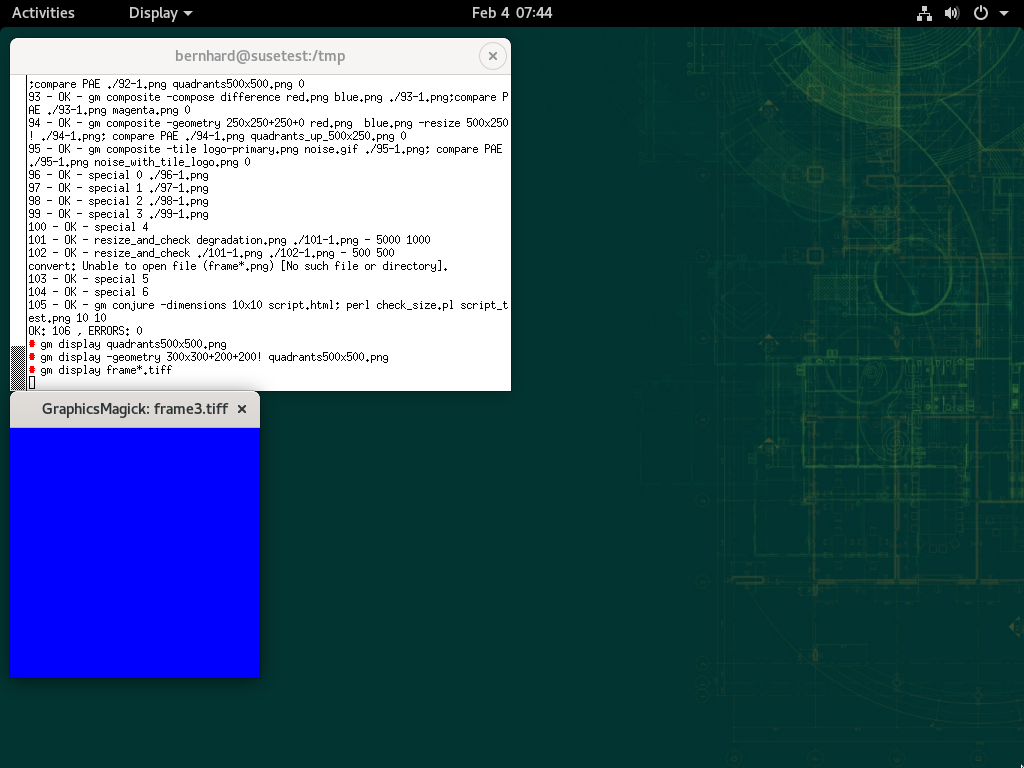 Activities
Display
Feb 4 07:44
bernhard@susetest:/tmp
;compare PAE ./92-1.png quadrants500x500.png 0
93 - OK - gm composite -compose difference red.png blue.png ./93-1.png;compare P
AE ./93-1.png magenta.png 0
94 - OK - gm composite -geometry 250x250+250+0 red.png  blue.png -resize 500x250
! ./94-1.png; compare PAE ./94-1.png quadrants_up_500x250.png 0
95 - OK - gm composite -tile logo-primary.png noise.gif ./95-1.png; compare PAE
./95-1.png noise_with_tile_logo.png 0
96 - OK - special 0 ./96-1.png
97 - OK - special 1 ./97-1.png
98 - OK - special 2 ./98-1.png
99 - OK - special 3 ./99-1.png
100 - OK - special 4
101 - OK - resize_and_check degradation.png ./101-1.png - 5000 1000
102 - OK - resize_and_check ./101-1.png ./102-1.png - 500 500
convert: Unable to open file (frame*.png) [No such file or directory].
103 - OK - special 5
104 - OK - special 6
105 - OK - gm conjure -dimensions 10x10 script.html; perl check_size.pl script_t
est.png 10 10
OK: 106 , ERRORS: 0
# gm display quadrants500x500.png
# gm display -geometry 300x300+200+200! quadrants500x500.png
# gm display frame*.tiff
GraphicsMagick: frame3.tiff